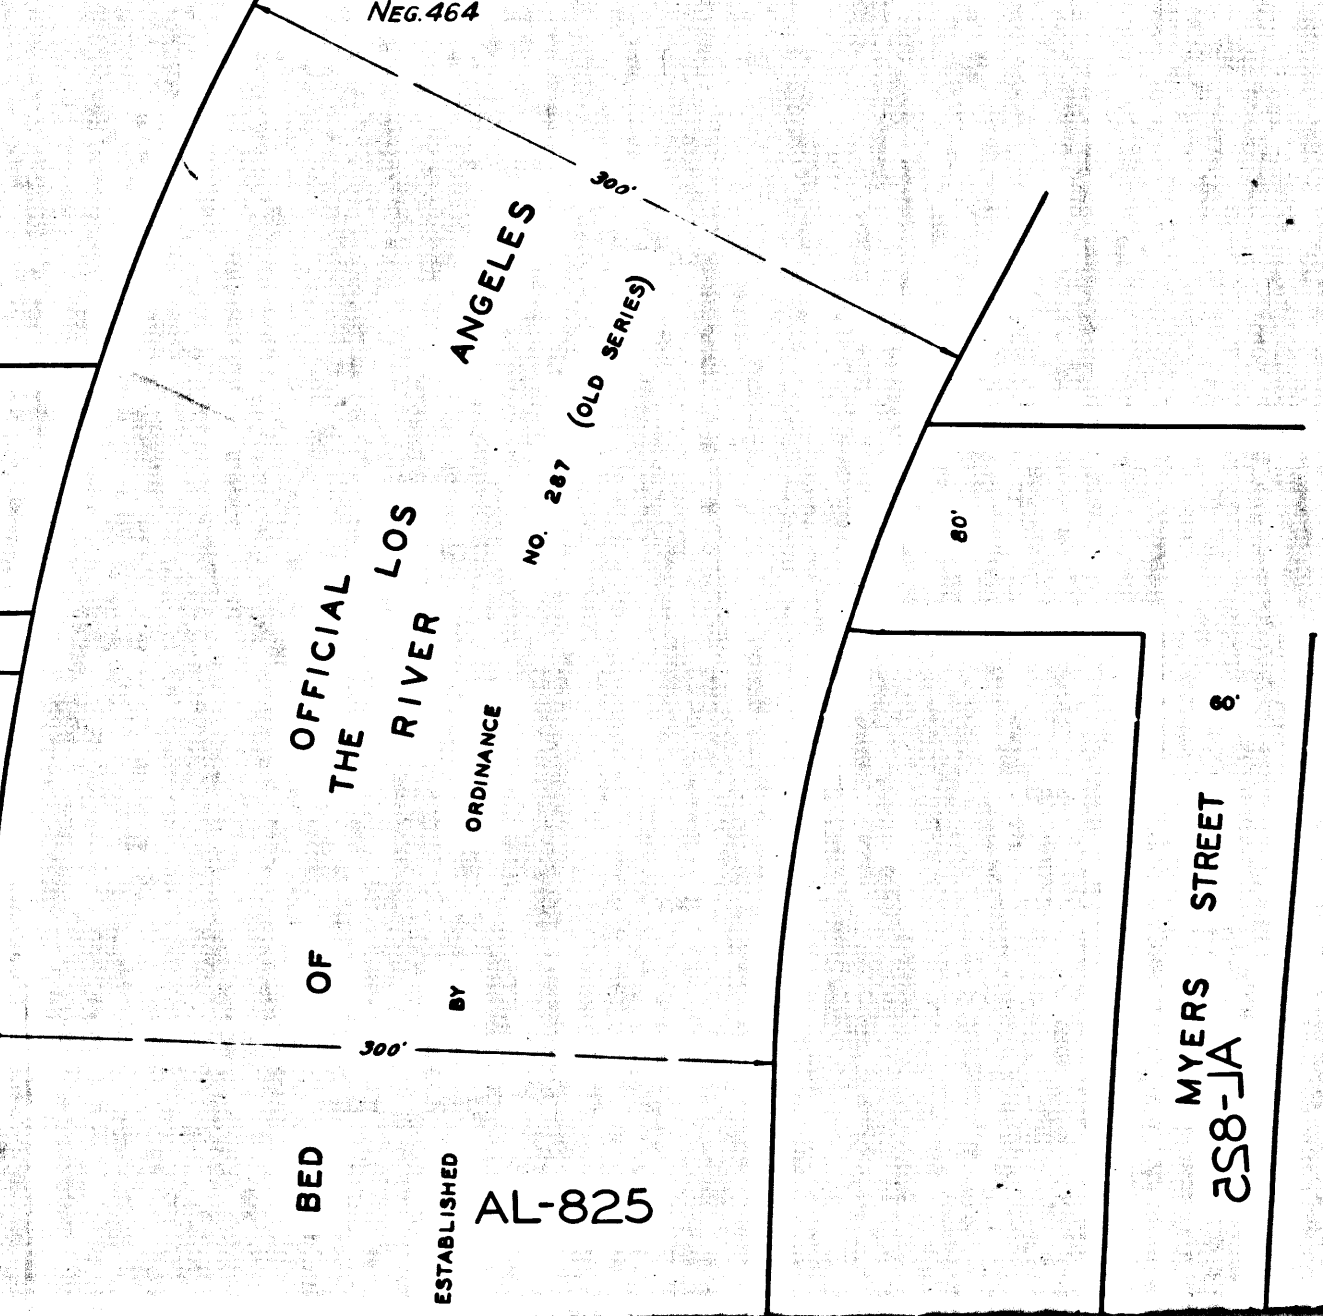 NEG. 464
300'
OFFICIAL BED OF THE LOS ANGELES RIVER
ESTABLISHED BY ORDINANCE NO. 287 (OLD SERIES)
300'
80'
60'
MYERS STREET
AL-825
AL-825